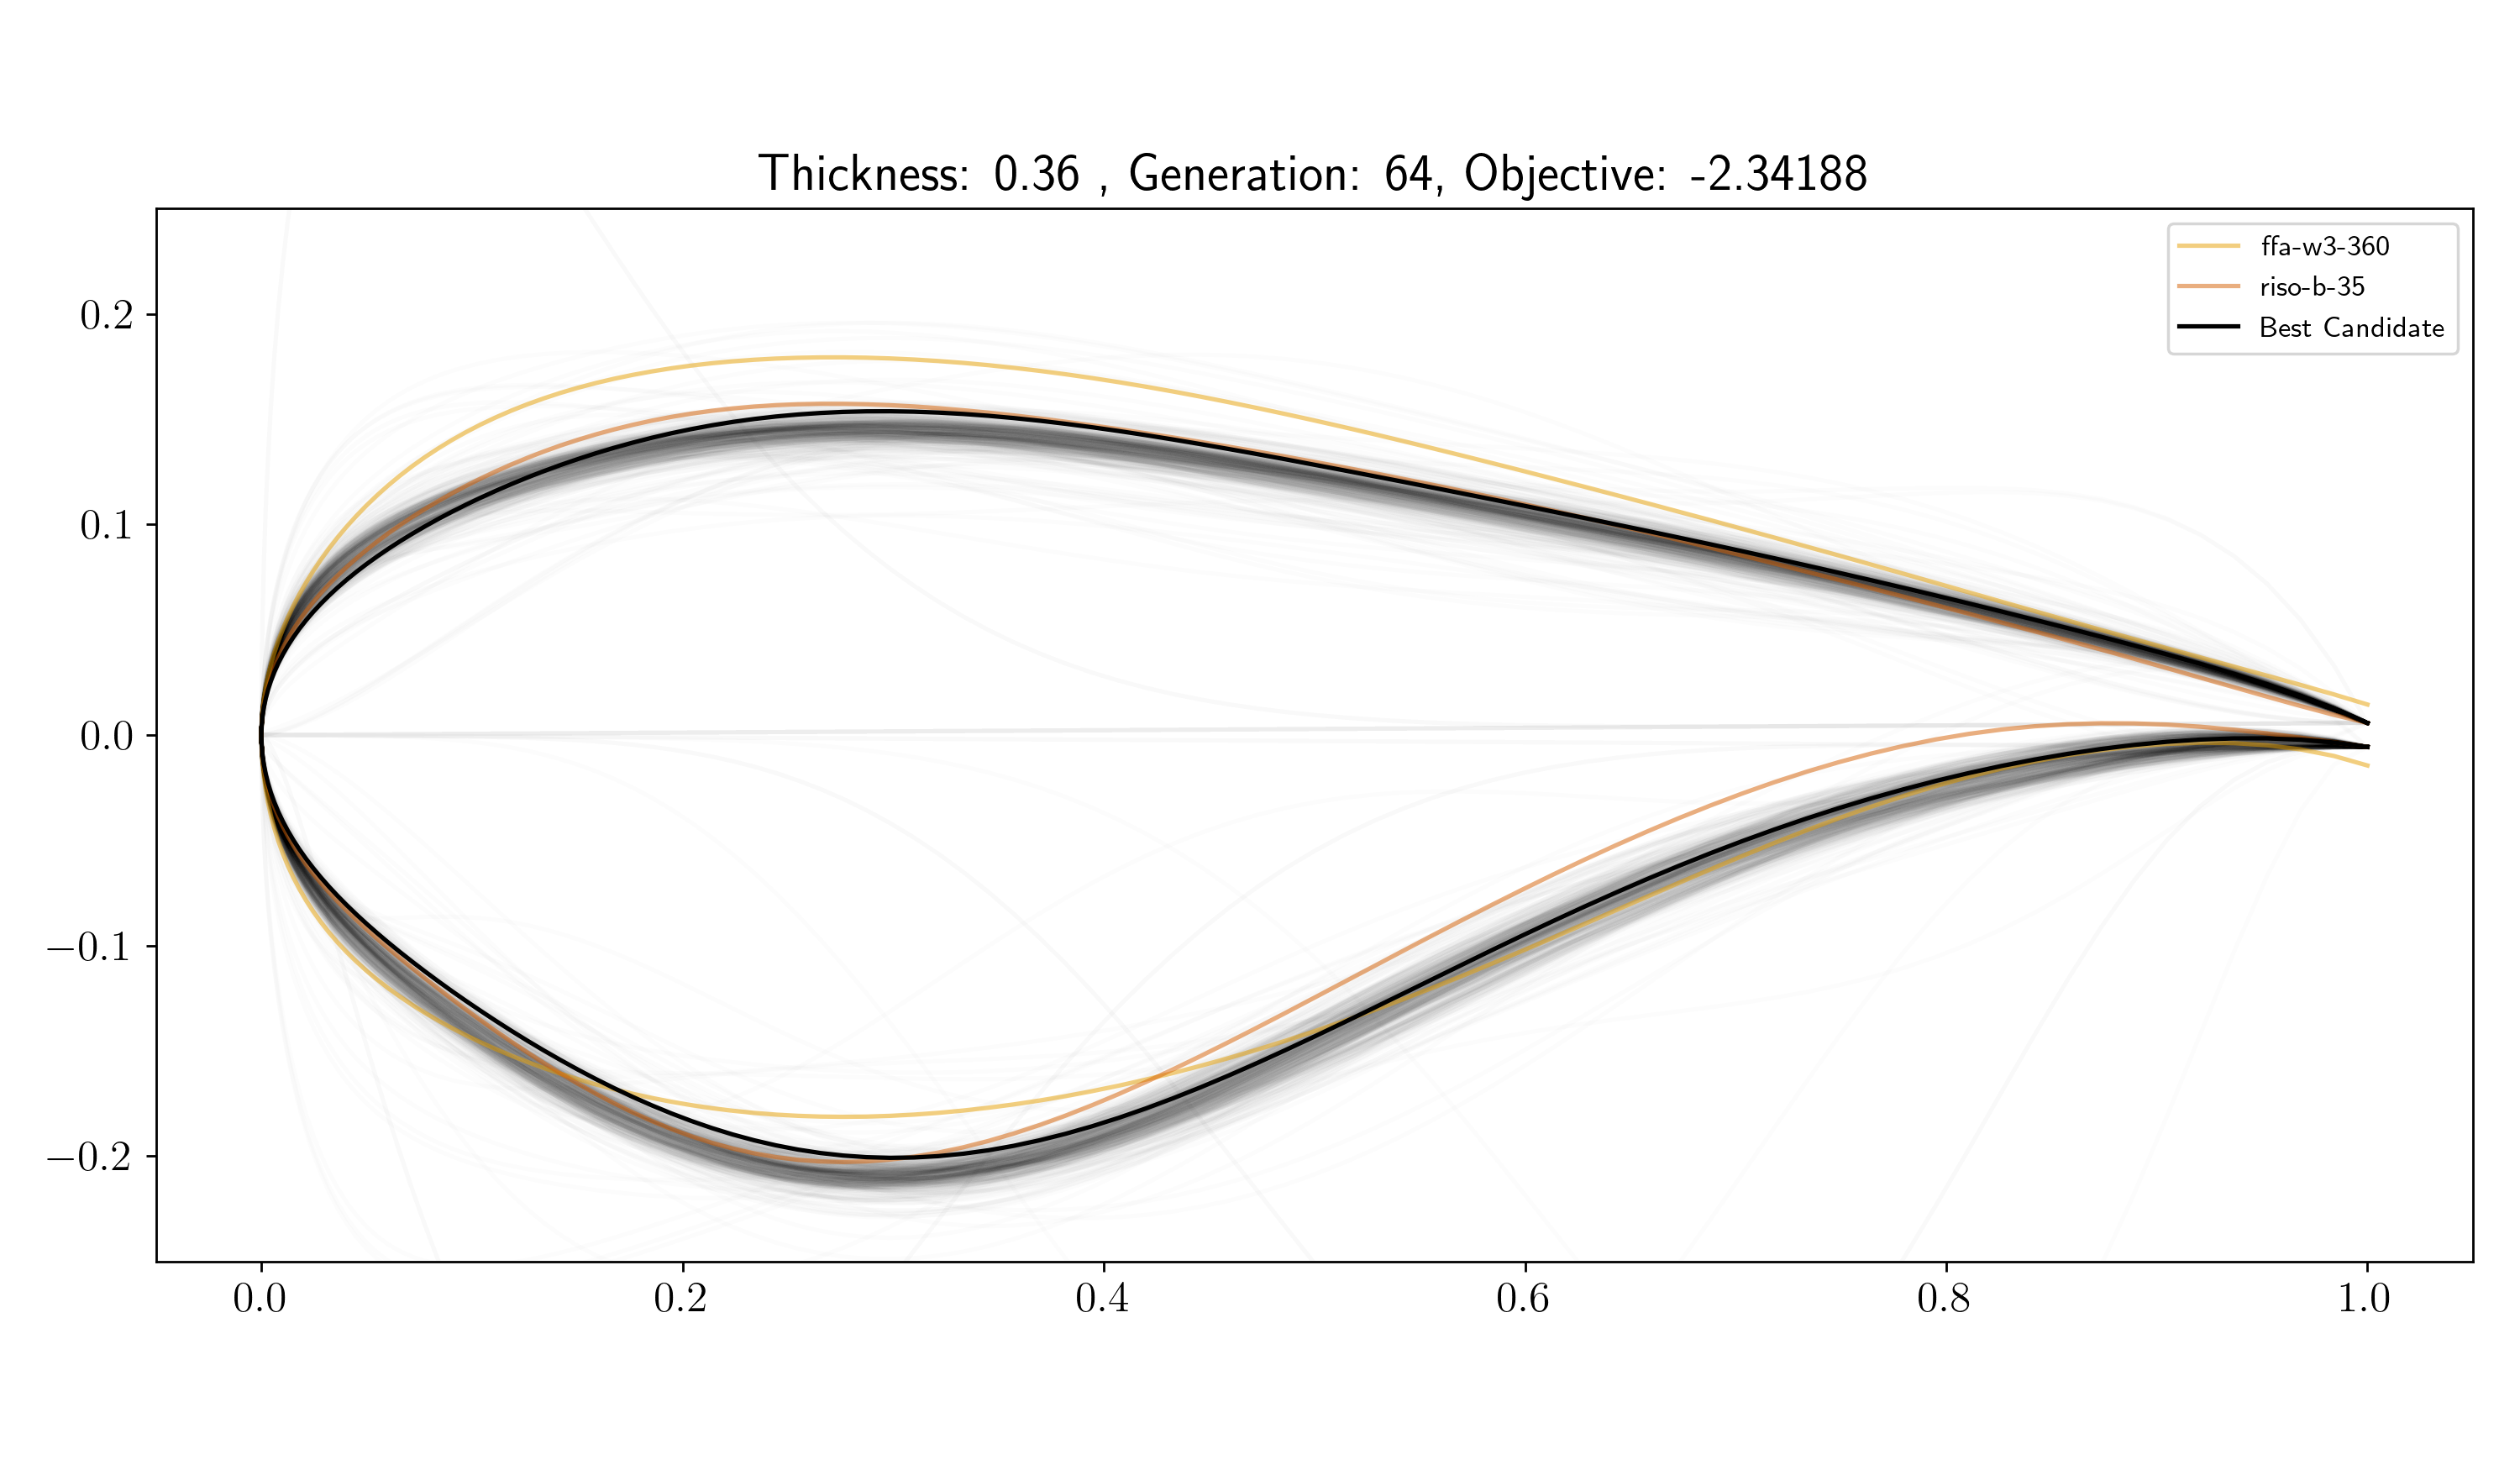 Thickness: 0.36 , Generation: 64, Objective: -2.34188
ffa-w3-360
riso-b-35
Best Candidate
0.2
0.1
0.0
−0.1
−0.2
0.0 0.2 0.4 0.6 0.8 1.0